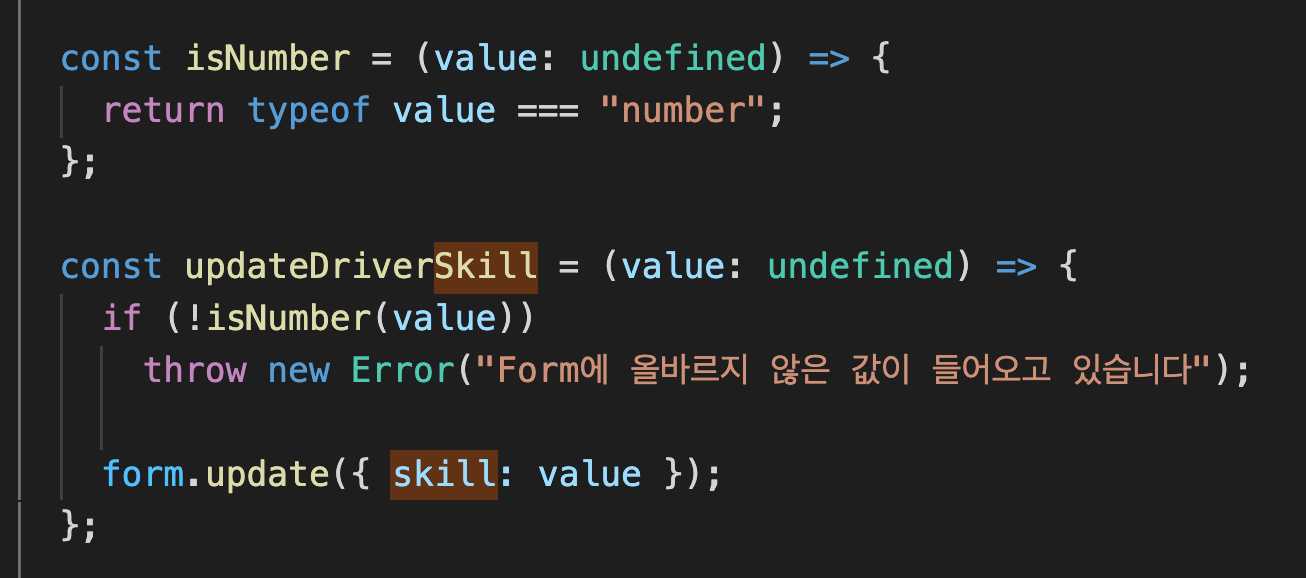 const isNumber = (value: undefined) => {
return typeof value === "number";
};
const updateDriverSkill = (value: undefined) => {
if (!isNumber(value))
throw new Error("Form에 올바르지 않은 값이 들어오고 있습니다");
form.update({ skill: value });
};